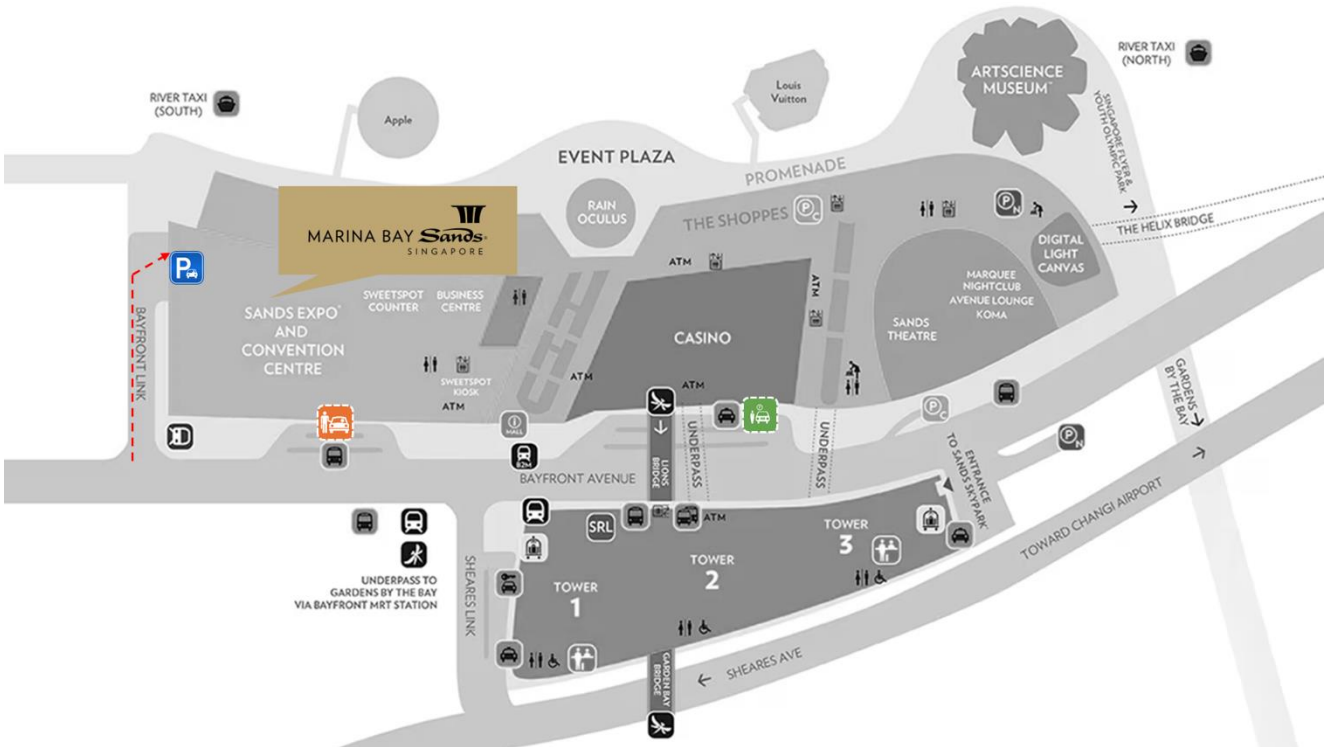 RIVER TAXI
(SOUTH)
Apple
Louis
Vuitton
ARTSCIENCE
MUSEUM™
RIVER TAXI
(NORTH)
SINGAPORE FLYER &
YOUTH OLYMPIC PARK
EVENT PLAZA
PROMENADE
RAIN
OCULUS
THE SHOPPES
P
C
P
N
THE HELIX BRIDGE
DIGITAL
LIGHT
CANVAS
MARINA BAY Sands®
SINGAPORE
P
BAYFRONT LINK
SANDS EXPO®
AND
CONVENTION
CENTRE
SWEETSPOT
COUNTER
BUSINESS
CENTRE
SWEETSPOT
KIOSK
ATM
ATM
ATM
ATM
ATM
CASINO
MARQUEE
NIGHTCLUB
AVENUE LOUNGE
KOMA
SANDS
THEATRE
GARDENS
BY THE BAY
MALL
B2M
BAYFRONT AVENUE
LIONS
BRIDGE
UNDERPASS
UNDERPASS
P
C
P
N
ENTRANCE
TO SANDS SKYPARK
UNDERPASS TO
GARDENS BY THE BAY
VIA BAYFRONT MRT STATION
SHEARES LINK
SRL
ATM
TOWER
1
TOWER
2
TOWER
3
GARDEN BAY
BRIDGE
SHEARES AVE
TOWARD CHANGI AIRPORT